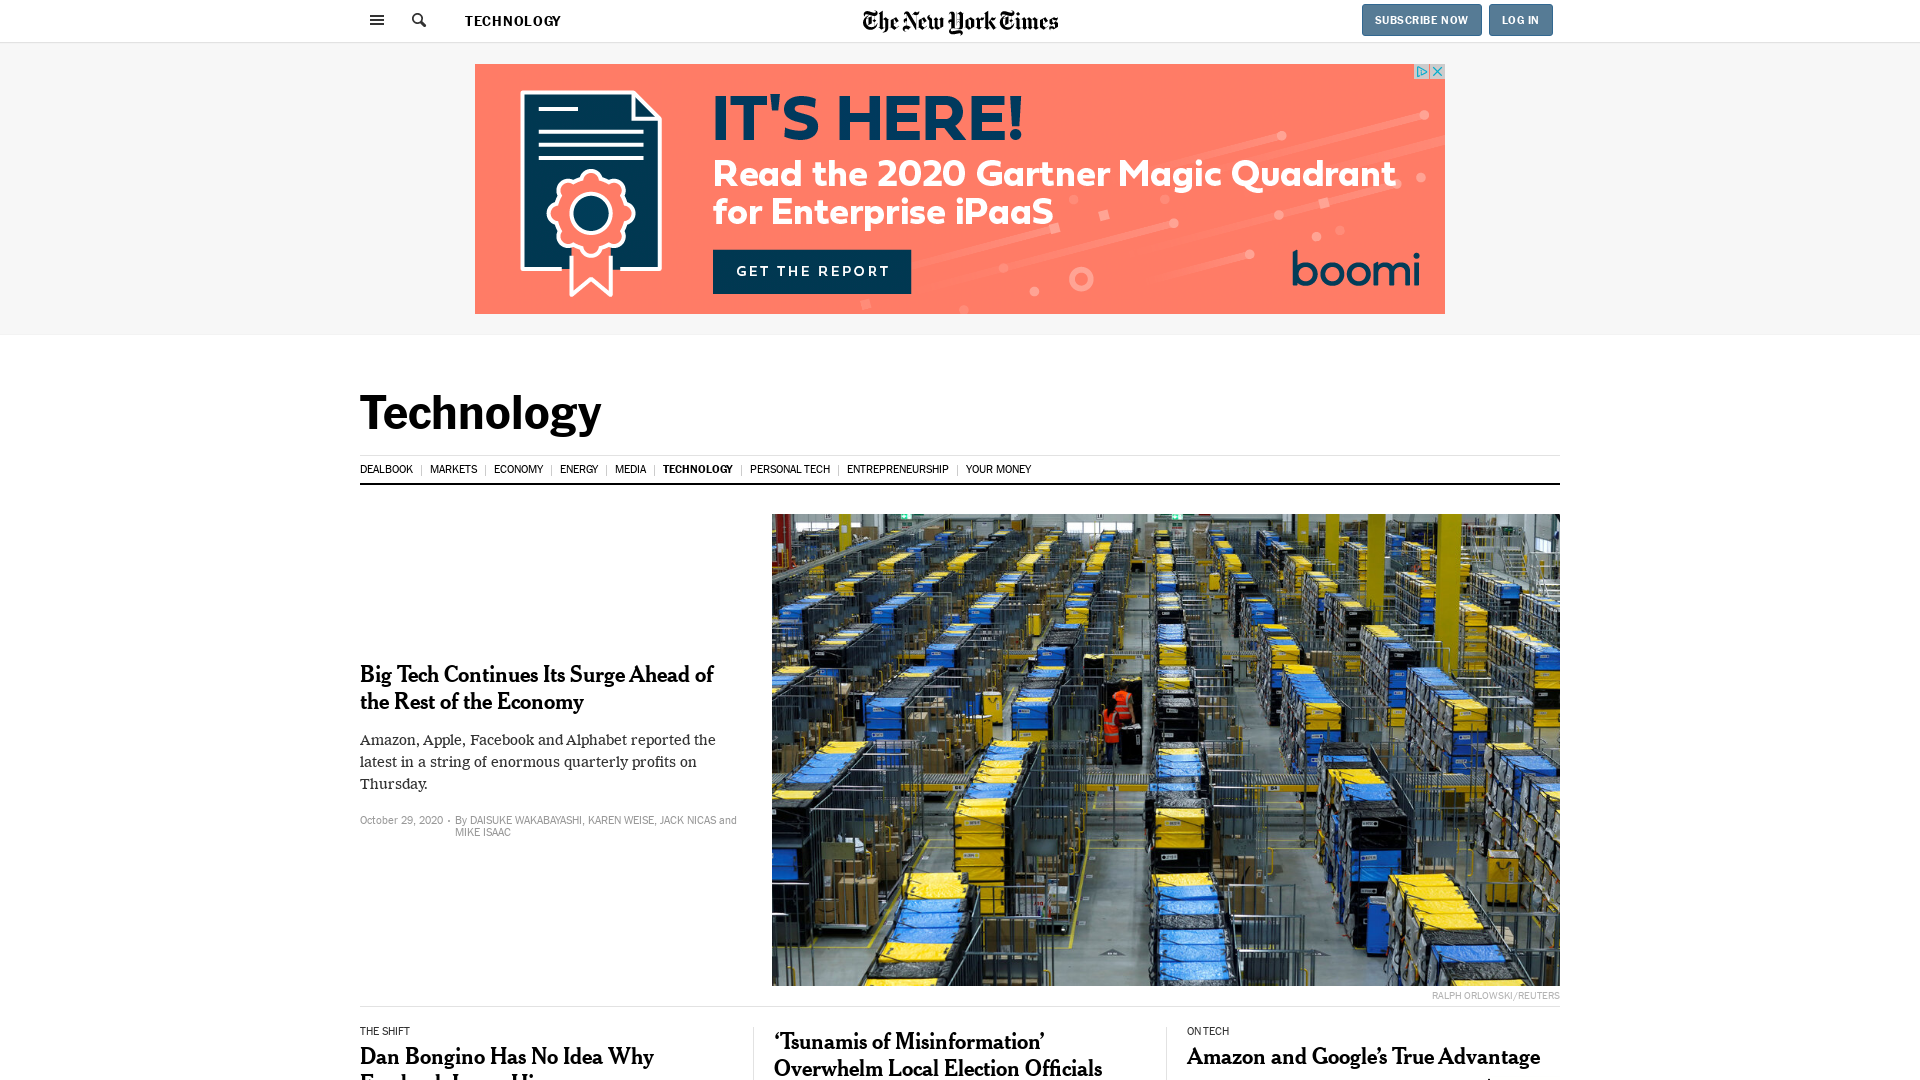 TECHNOLOGY
The New York Times
SUBSCRIBE NOW
LOG IN
IT'S HERE!
Read the 2020 Gartner Magic Quadrant
for Enterprise iPaaS
GET THE REPORT
boomi
Technology
DEALBOOK
MARKETS
ECONOMY
ENERGY
MEDIA
TECHNOLOGY
PERSONAL TECH
ENTREPRENEURSHIP
YOUR MONEY
Big Tech Continues Its Surge Ahead of
the Rest of the Economy
Amazon, Apple, Facebook and Alphabet reported the
latest in a string of enormous quarterly profits on
Thursday.
October 29, 2020 • By DAISUKE WAKABAYASHI, KAREN WEISE, JACK NICAS and
MIKE ISAAC
RALPH ORLOWSKI/REUTERS
THE SHIFT
Dan Bongino Has No Idea Why
‘Tsunamis of Misinformation’
Overwhelm Local Election Officials
ON TECH
Amazon and Google’s True Advantage